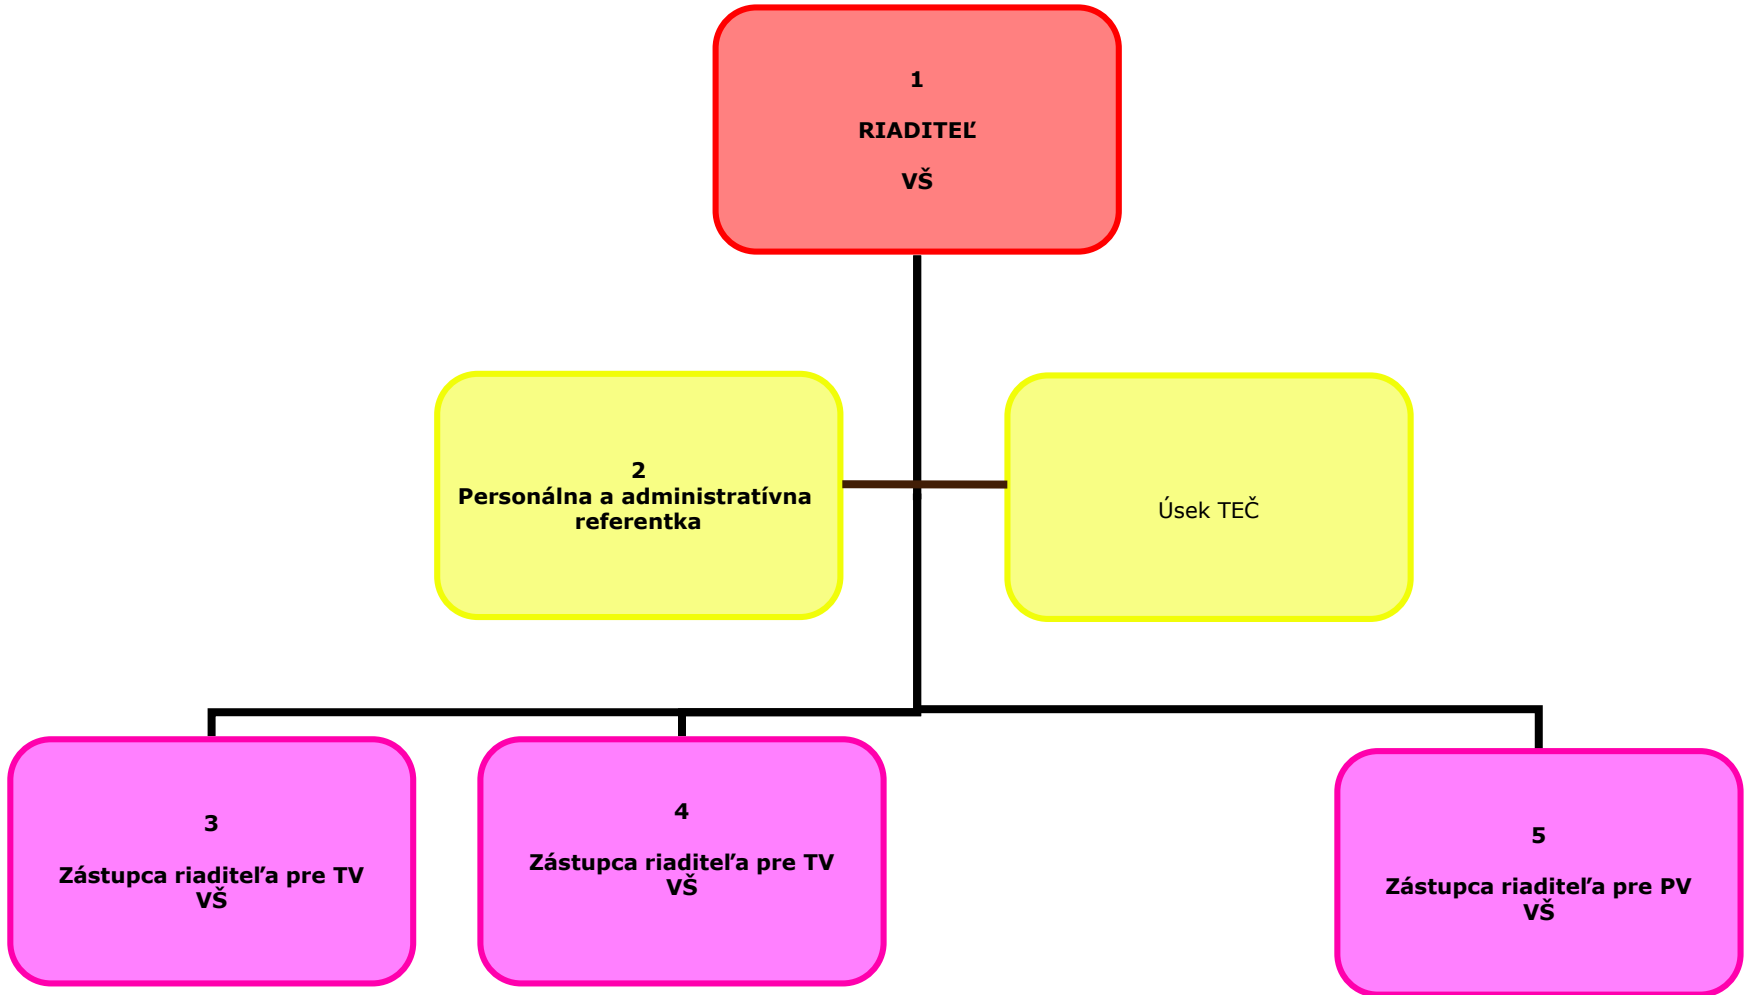 1
RIADITEĽ
VŠ
2
Personálna a administratívna
referentka
Úsek TEČ
3
Zástupca riaditeľa pre TV
VŠ
4
Zástupca riaditeľa pre TV
VŠ
5
Zástupca riaditeľa pre PV
VŠ